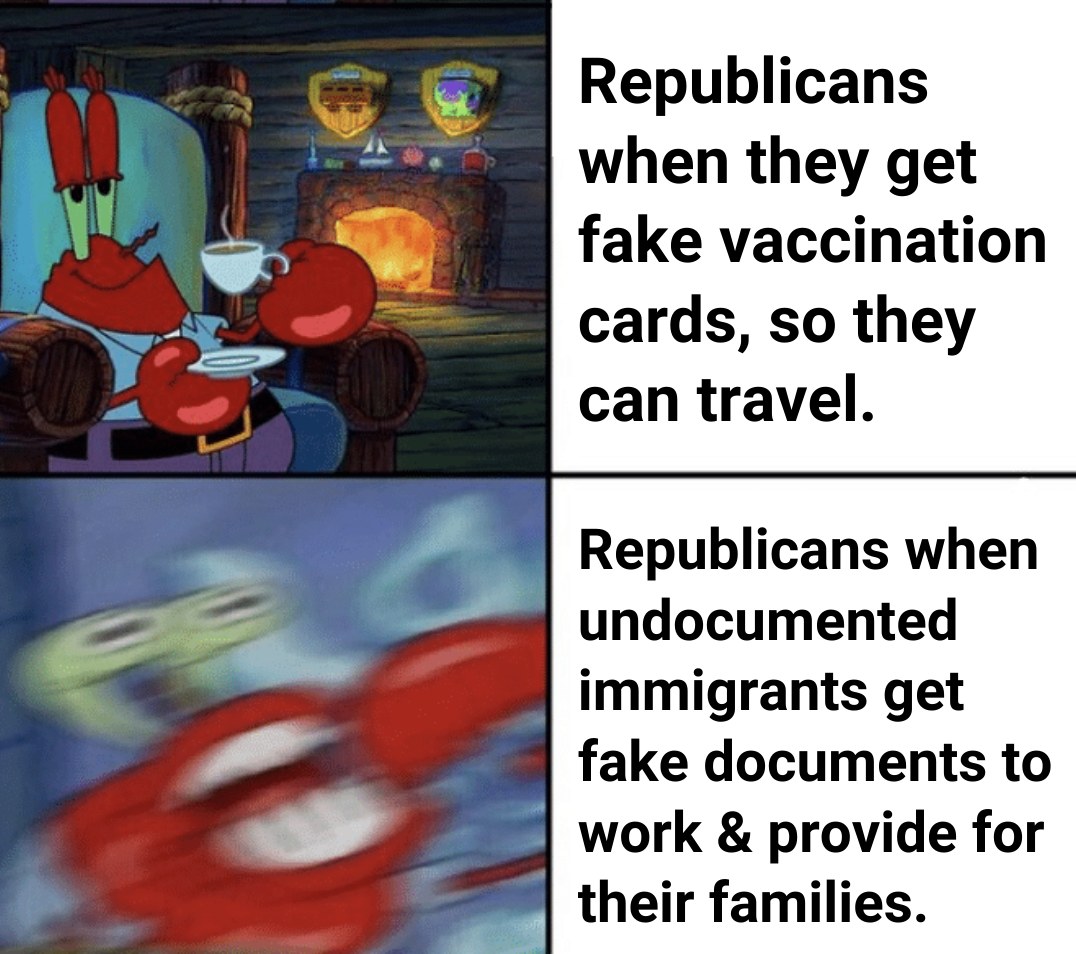 Republicans
when they get
fake vaccination
cards, so they
can travel.
Republicans when
undocumented
immigrants get
fake documents to
work & provide for
their families.